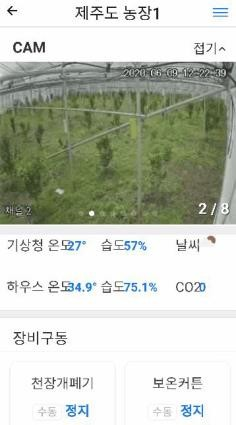 제주도 농장1
CAM 접기
2020-06-09 12:22:39
채널 2 2 / 8
기상청 온도27° 습도57% 날씨
하우스 온도34.9° 습도75.1% CO20
장비구동
천장개폐기 보온커튼
수동 정지 수동 정지